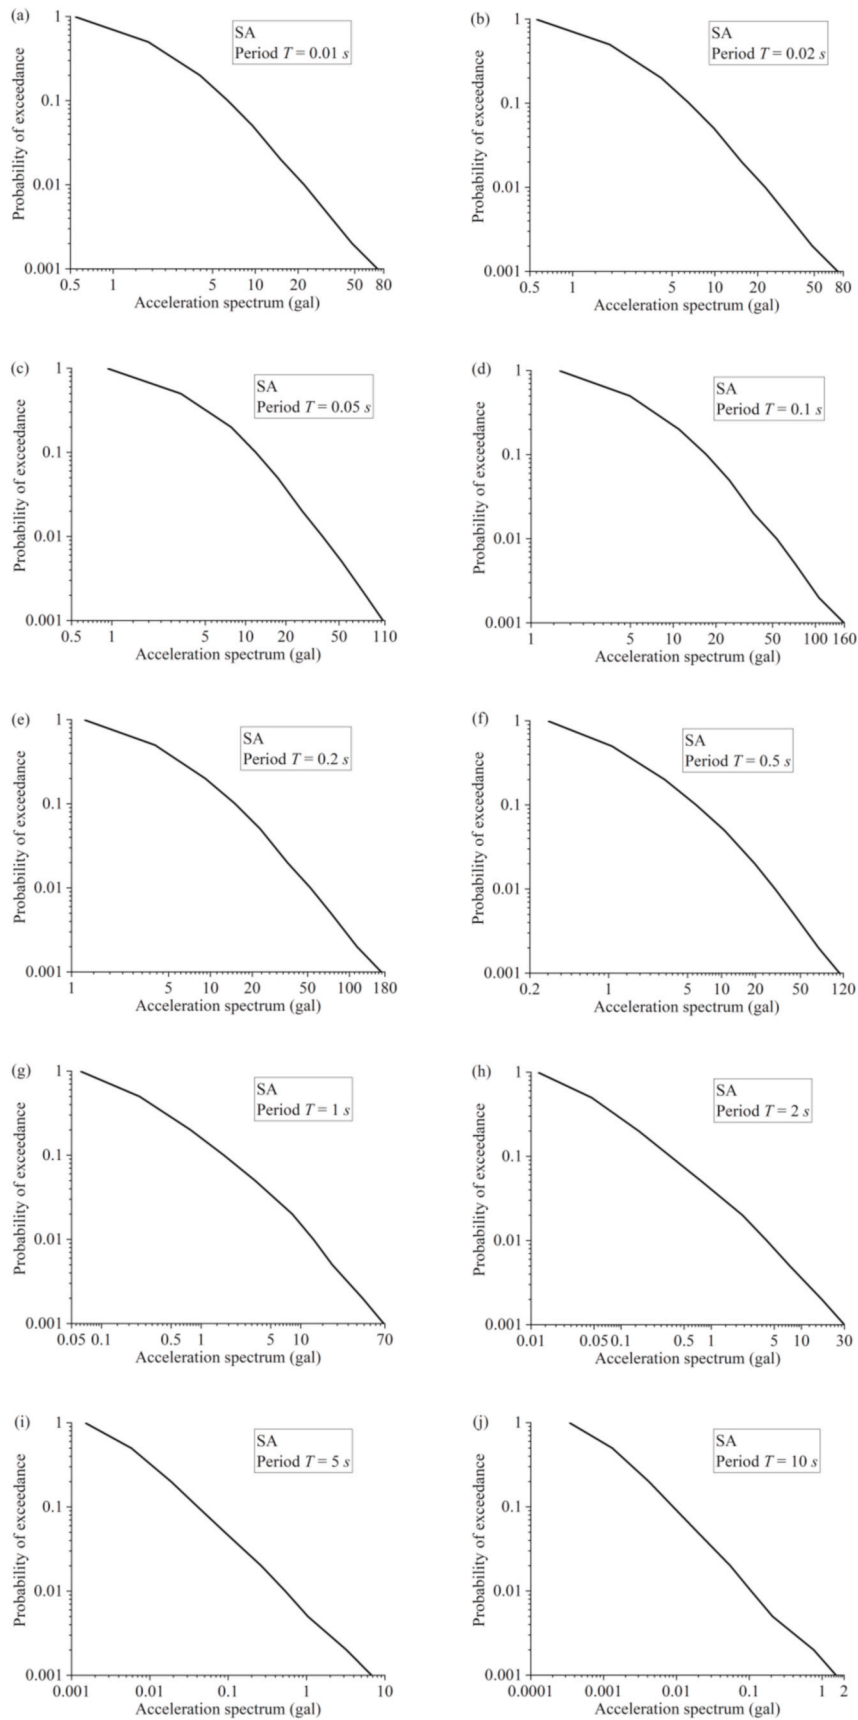 (a)
Probability of exceedance
1
0.1
0.01
0.001
SA
Period T = 0.01 s
0.5 1 5 10 20 50 80
Acceleration spectrum (gal)
(b)
Probability of exceedance
1
0.1
0.01
0.001
SA
Period T = 0.02 s
0.5 1 5 10 20 50 80
Acceleration spectrum (gal)
(c)
Probability of exceedance
1
0.1
0.01
0.001
SA
Period T = 0.05 s
0.5 1 5 10 20 50 110
Acceleration spectrum (gal)
(d)
Probability of exceedance
1
0.1
0.01
0.001
SA
Period T = 0.1 s
1 5 10 20 50 100 160
Acceleration spectrum (gal)
(e)
Probability of exceedance
1
0.1
0.01
0.001
SA
Period T = 0.2 s
1 5 10 20 50 100 180
Acceleration spectrum (gal)
(f)
Probability of exceedance
1
0.1
0.01
0.001
SA
Period T = 0.5 s
0.2 1 5 10 20 50 120
Acceleration spectrum (gal)
(g)
Probability of exceedance
1
0.1
0.01
0.001
SA
Period T = 1 s
0.05 0.1 0.5 1 5 10 70
Acceleration spectrum (gal)
(h)
Probability of exceedance
1
0.1
0.01
0.001
SA
Period T = 2 s
0.01 0.05 0.1 0.5 1 5 10 30
Acceleration spectrum (gal)
(i)
Probability of exceedance
1
0.1
0.01
0.001
SA
Period T = 5 s
0.001 0.01 0.1 1 10
Acceleration spectrum (gal)
(j)
Probability of exceedance
1
0.1
0.01
0.001
SA
Period T = 10 s
0.0001 0.001 0.01 0.1 1 2
Acceleration spectrum (gal)